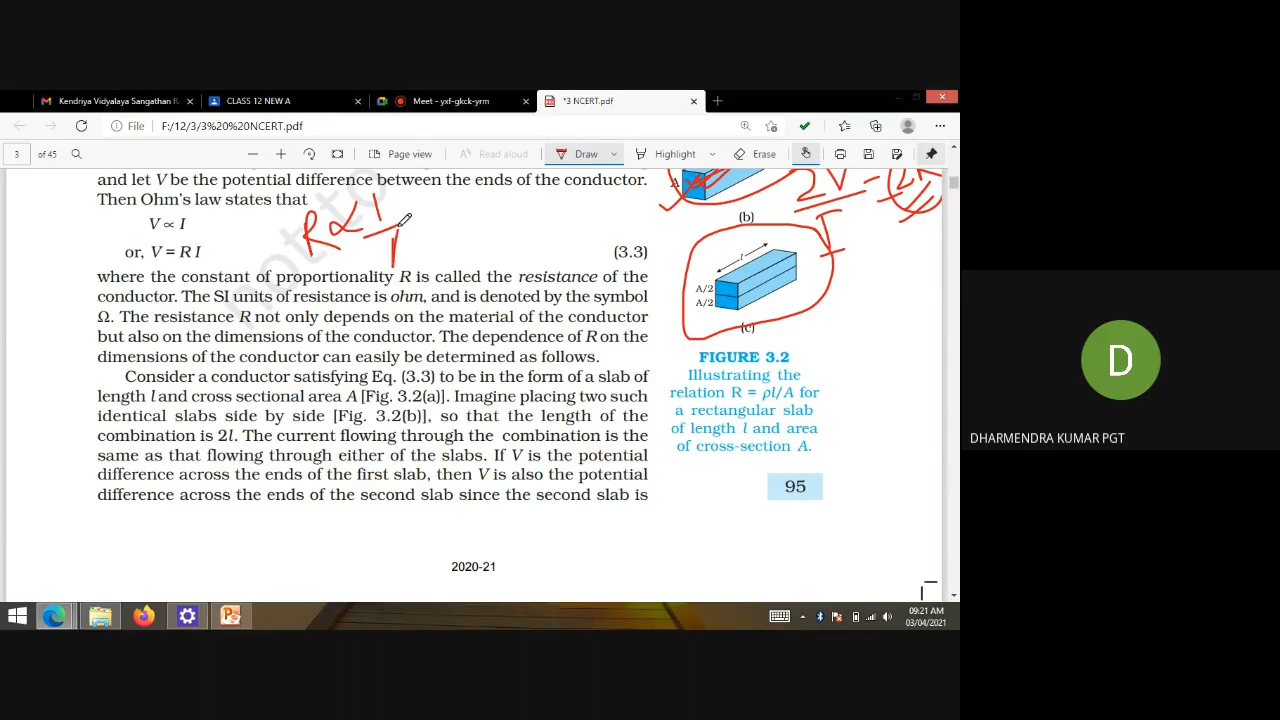 Kendriya Vidyalaya Sangathan R
CLASS 12 NEW A
Meet - yxf-gkck-yrm
*3 NCERT.pdf
File
F:/12/3/3%20%20NCERT.pdf
3
of 45
Page view
Read aloud
Draw
Highlight
Erase
and let V be the potential difference between the ends of the conductor.
Then Ohm's law states that
V ∝ I
or, V = R I
(3.3)
R ∝ 1
where the constant of proportionality R is called the resistance of the
conductor. The SI units of resistance is ohm, and is denoted by the symbol
Ω. The resistance R not only depends on the material of the conductor
but also on the dimensions of the conductor. The dependence of R on the
dimensions of the conductor can easily be determined as follows.
Consider a conductor satisfying Eq. (3.3) to be in the form of a slab of
length l and cross sectional area A [Fig. 3.2(a)]. Imagine placing two such
identical slabs side by side [Fig. 3.2(b)], so that the length of the
combination is 2l. The current flowing through the combination is the
same as that flowing through either of the slabs. If V is the potential
difference across the ends of the first slab, then V is also the potential
difference across the ends of the second slab since the second slab is
not to
A
2V = 2R
I
(b)
l
A/2
A/2
(c)
FIGURE 3.2
Illustrating the
relation R = ρl/A for
a rectangular slab
of length l and area
of cross-section A.
95
2020-21
09:21 AM
03/04/2021
D
DHARMENDRA KUMAR PGT